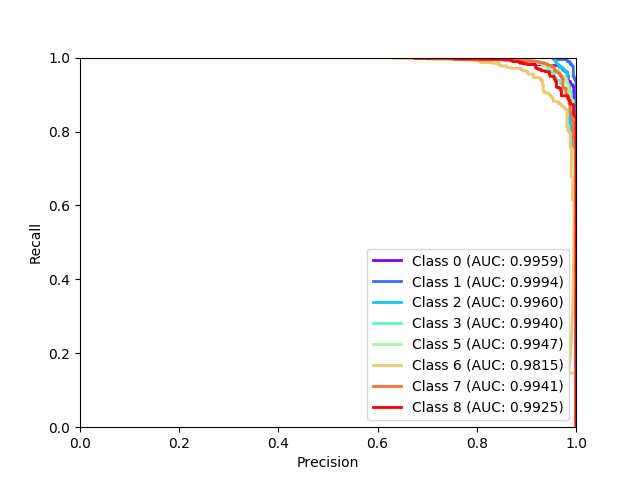 1.0
0.8
0.6
0.4
0.2
0.0
Recall
0.0 0.2 0.4 0.6 0.8 1.0
Precision
Class 0 (AUC: 0.9959)
Class 1 (AUC: 0.9994)
Class 2 (AUC: 0.9960)
Class 3 (AUC: 0.9940)
Class 5 (AUC: 0.9947)
Class 6 (AUC: 0.9815)
Class 7 (AUC: 0.9941)
Class 8 (AUC: 0.9925)